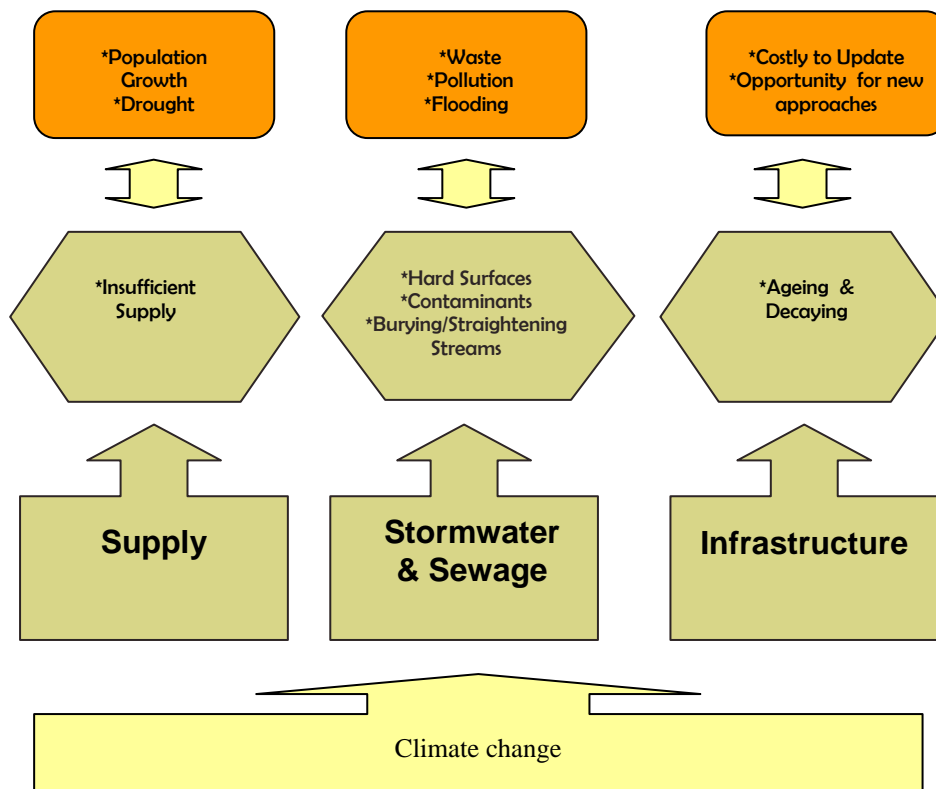 *Population
Growth
*Drought
*Waste
*Pollution
*Flooding
*Costly to Update
*Opportunity for new
approaches
*Insufficient
Supply
*Hard Surfaces
*Contaminants
*Burying/Straightening
Streams
*Ageing &
Decaying
Supply
Stormwater
& Sewage
Infrastructure
Climate change